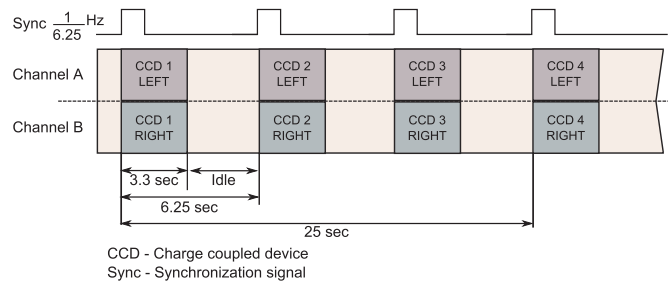 Sync 1/6.25 Hz
Channel A
CCD 1 LEFT
CCD 2 LEFT
CCD 3 LEFT
CCD 4 LEFT
Channel B
CCD 1 RIGHT
CCD 2 RIGHT
CCD 3 RIGHT
CCD 4 RIGHT
3.3 sec
Idle
6.25 sec
25 sec
CCD - Charge coupled device
Sync - Synchronization signal